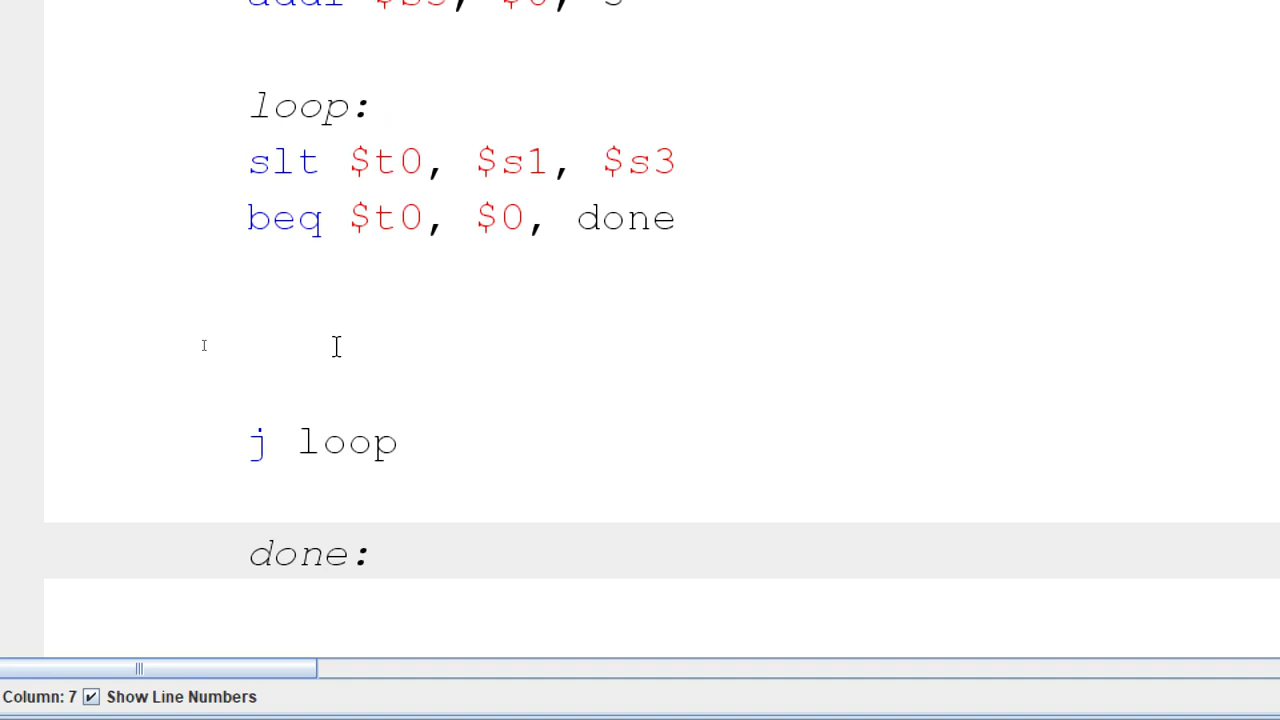 loop:
slt $t0, $s1, $s3
beq $t0, $0, done
j loop
done:
Column: 7 Show Line Numbers